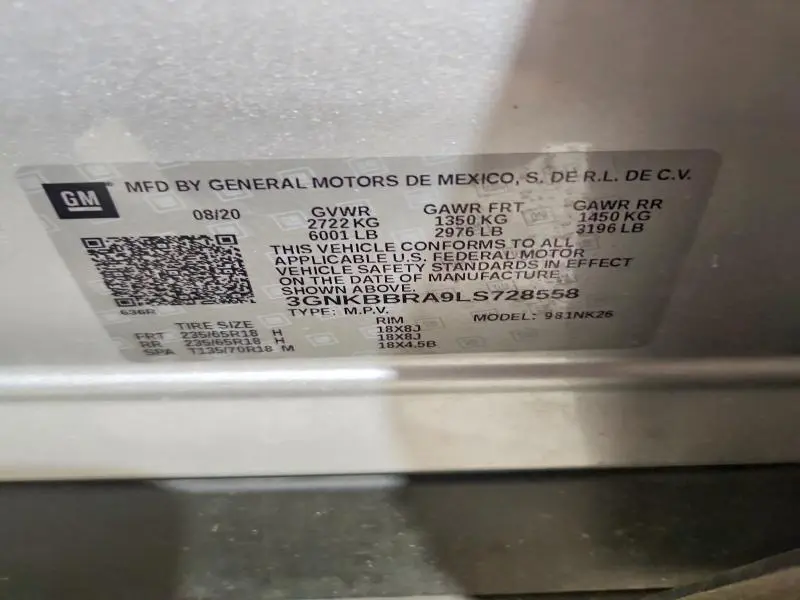 GM MFD BY GENERAL MOTORS DE MEXICO, S. DE R.L. DE C.V.
08/20 GVWR GAWR FRT GAWR RR
2722 KG 1350 KG 1450 KG
6001 LB 2976 LB 3196 LB
THIS VEHICLE CONFORMS TO ALL
APPLICABLE U.S. FEDERAL MOTOR
VEHICLE SAFETY STANDARDS IN EFFECT
ON THE DATE OF MANUFACTURE
SHOWN ABOVE.
3GNKBBRA9LS728558
636R TYPE: M.P.V. MODEL: 981NK26
TIRE SIZE RIM
FRT 235/65R18 H 18X8J
RR 235/65R18 H 18X8J
SPA T135/70R18 M 18X4.5B